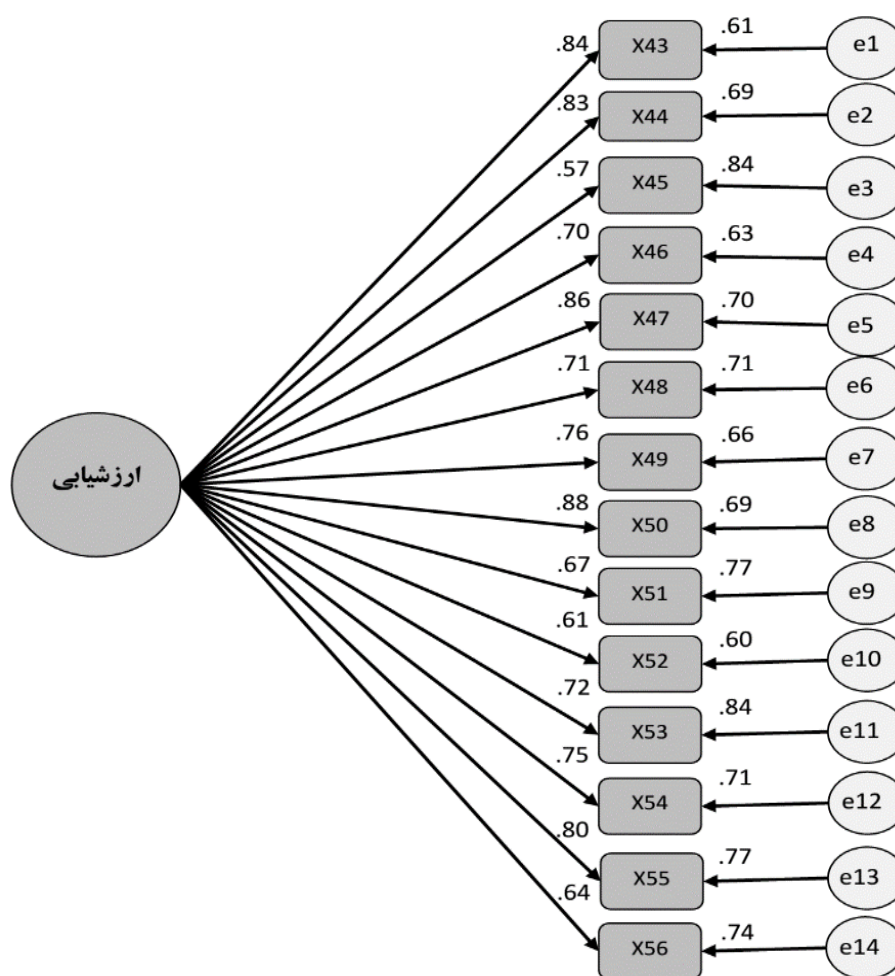 .84 X43 .61 e1
.83 X44 .69 e2
.57 X45 .84 e3
.70 X46 .63 e4
.86 X47 .70 e5
.71 X48 .71 e6
ارزشیابی
.76 X49 .66 e7
.88 X50 .69 e8
.67 X51 .77 e9
.61 X52 .60 e10
.72 X53 .84 e11
.75 X54 .71 e12
.80 X55 .77 e13
.64 X56 .74 e14